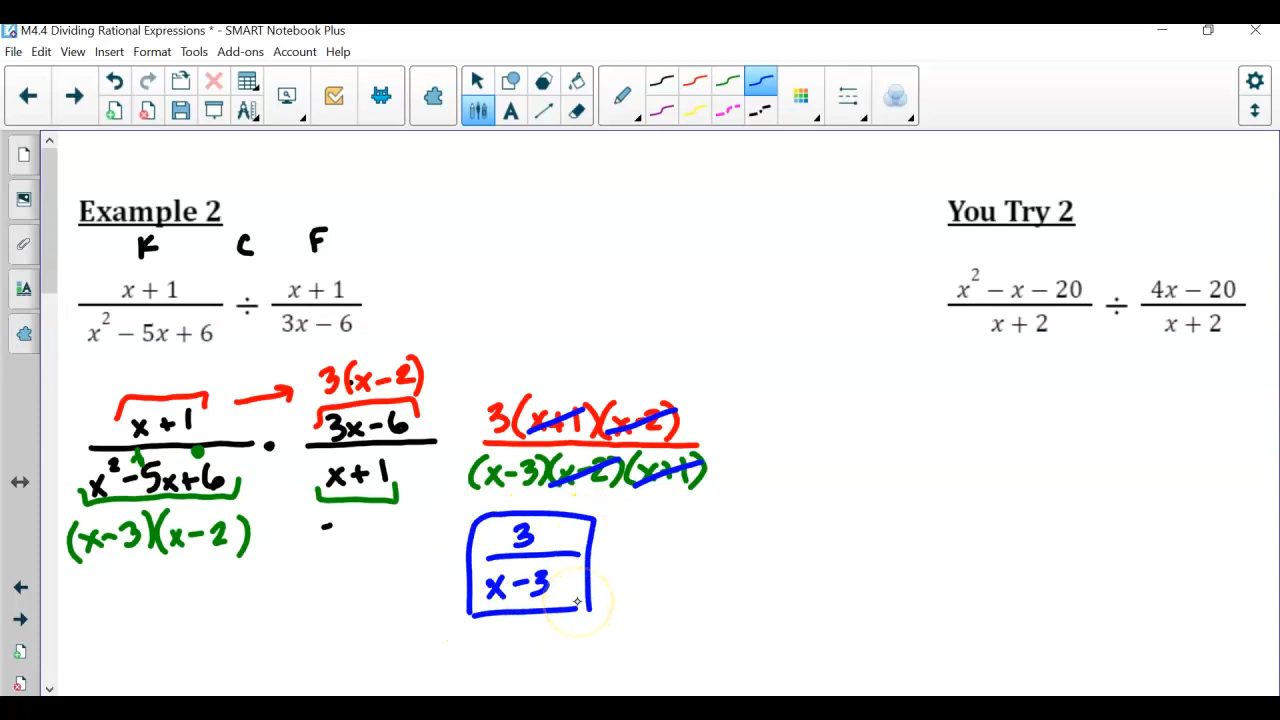 M4.4 Dividing Rational Expressions * - SMART Notebook Plus
File Edit View Insert Format Tools Add-ons Account Help
Example 2
K C F
x + 1
x² − 5x + 6
÷
x + 1
3x − 6
You Try 2
x² − x − 20
x + 2
÷
4x − 20
x + 2
3(x-2)
x+1
x²-5x+6
·
3x-6
x+1
(x-3)(x-2)
3(x+1)(x-2)
(x-3)(x-2)(x+1)
3
x-3